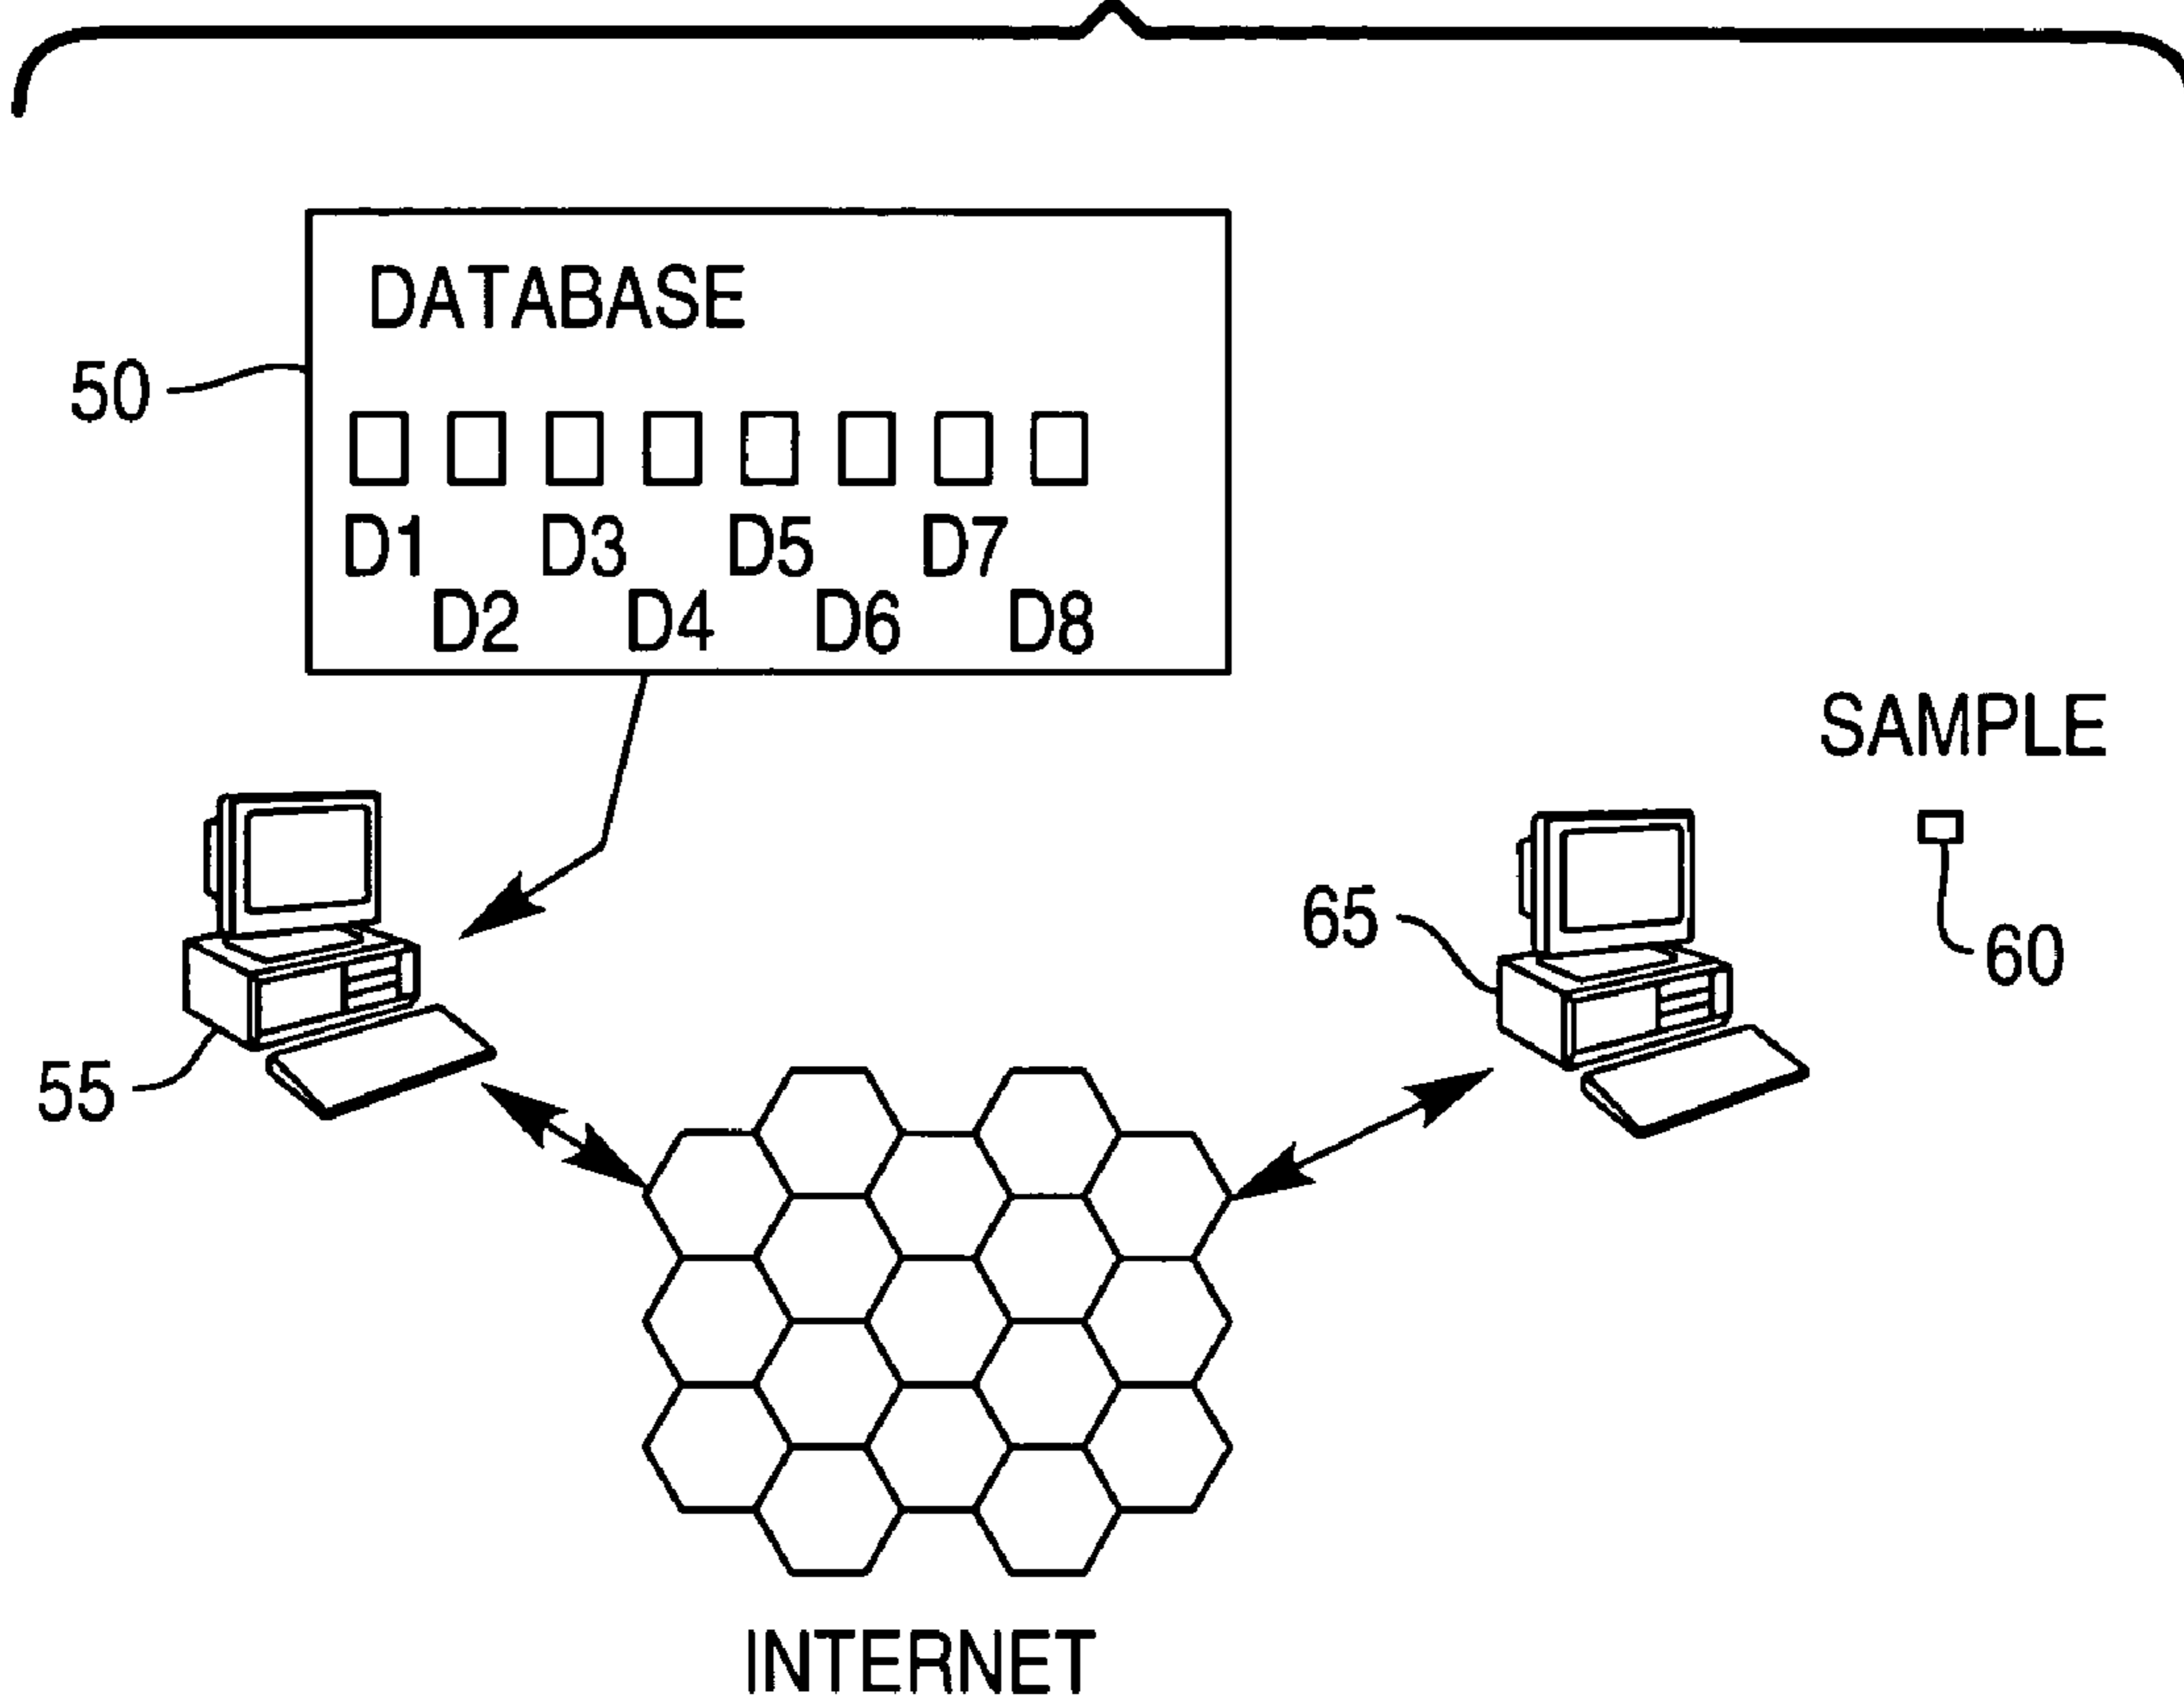 DATABASE
50
D1 D3 D5 D7
D2 D4 D6 D8
SAMPLE
65
60
55
INTERNET